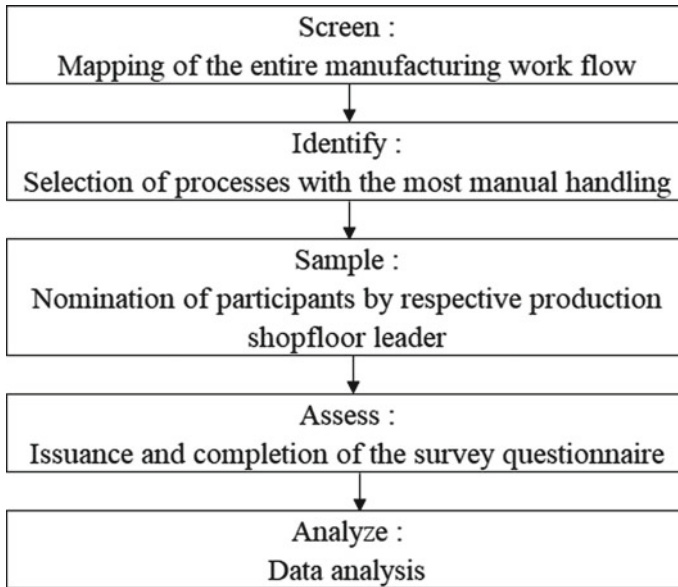 Screen :
Mapping of the entire manufacturing work flow
Identify :
Selection of processes with the most manual handling
Sample :
Nomination of participants by respective production
shopfloor leader
Assess :
Issuance and completion of the survey questionnaire
Analyze :
Data analysis